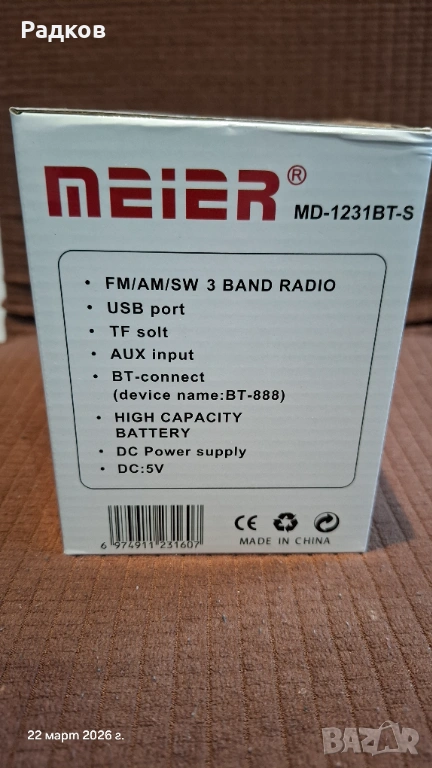 Радков
MEIER®
MD-1231BT-S
• FM/AM/SW 3 BAND RADIO
• USB port
• TF solt
• AUX input
• BT-connect
(device name:BT-888)
• HIGH CAPACITY
BATTERY
• DC Power supply
• DC:5V
6 974911 231607
CE
MADE IN CHINA
22 март 2026 г.
BAZAR